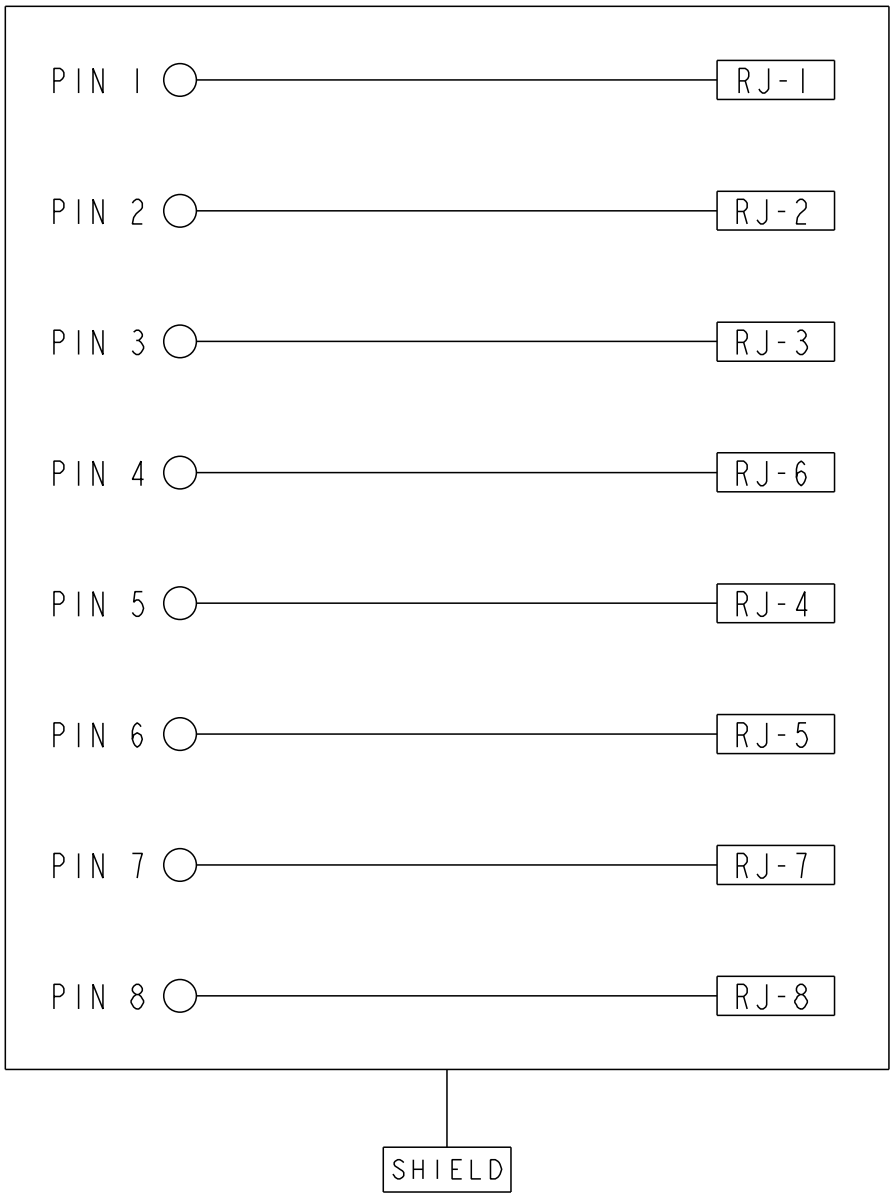 PIN 1 RJ-1
PIN 2 RJ-2
PIN 3 RJ-3
PIN 4 RJ-6
PIN 5 RJ-4
PIN 6 RJ-5
PIN 7 RJ-7
PIN 8 RJ-8
SHIELD